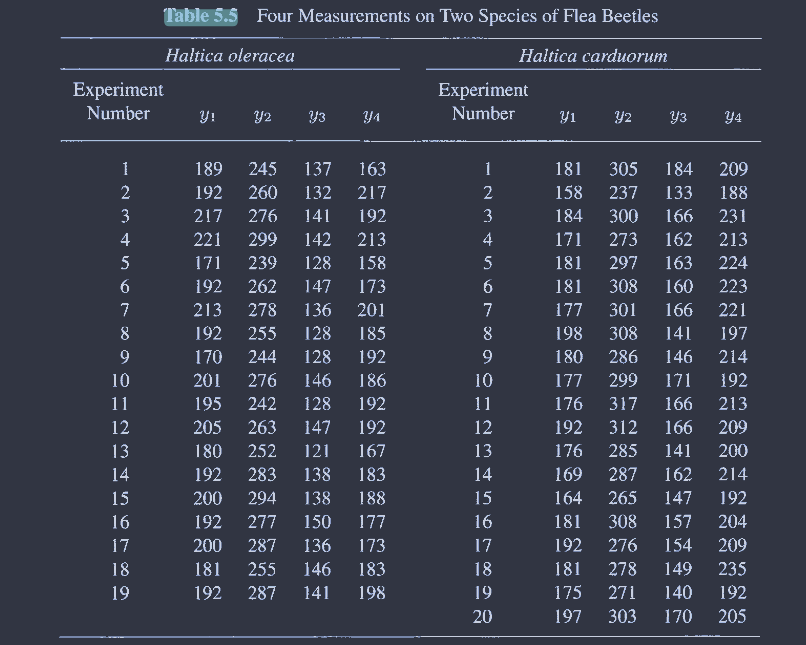 Table 5.5 Four Measurements on Two Species of Flea Beetles
Haltica oleracea Haltica carduorum
Experiment Experiment
Number y1 y2 y3 y4 Number y1 y2 y3 y4
1 189 245 137 163 1 181 305 184 209
2 192 260 132 217 2 158 237 133 188
3 217 276 141 192 3 184 300 166 231
4 221 299 142 213 4 171 273 162 213
5 171 239 128 158 5 181 297 163 224
6 192 262 147 173 6 181 308 160 223
7 213 278 136 201 7 177 301 166 221
8 192 255 128 185 8 198 308 141 197
9 170 244 128 192 9 180 286 146 214
10 201 276 146 186 10 177 299 171 192
11 195 242 128 192 11 176 317 166 213
12 205 263 147 192 12 192 312 166 209
13 180 252 121 167 13 176 285 141 200
14 192 283 138 183 14 169 287 162 214
15 200 294 138 188 15 164 265 147 192
16 192 277 150 177 16 181 308 157 204
17 200 287 136 173 17 192 276 154 209
18 181 255 146 183 18 181 278 149 235
19 192 287 141 198 19 175 271 140 192
20 197 303 170 205